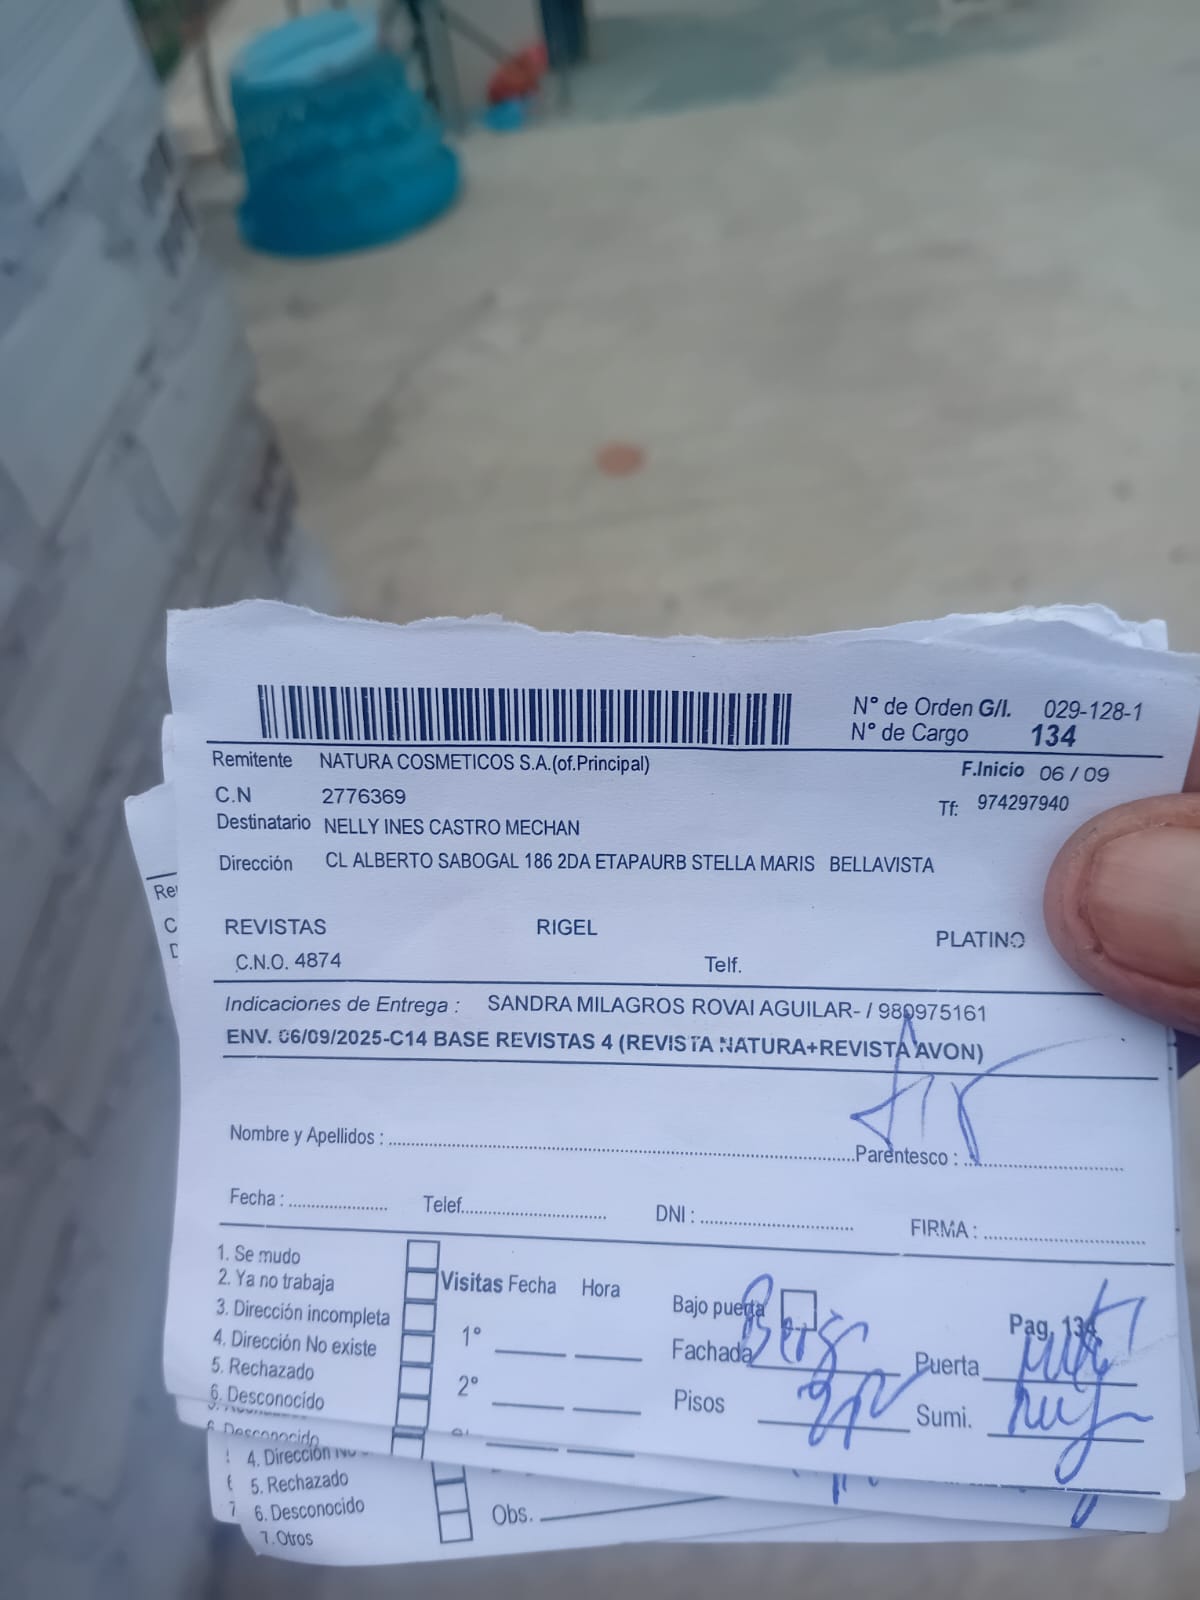 N° de Orden G/I. 029-128-1
N° de Cargo 134
Remitente NATURA COSMETICOS S.A.(of.Principal)
F.Inicio 06 / 09
C.N 2776369
Tf: 974297940
Destinatario NELLY INES CASTRO MECHAN
Dirección CL ALBERTO SABOGAL 186 2DA ETAPAURB STELLA MARIS BELLAVISTA
REVISTAS RIGEL PLATINO
C.N.O. 4874 Telf.
Indicaciones de Entrega : SANDRA MILAGROS ROVAI AGUILAR- / 980975161
ENV. 06/09/2025-C14 BASE REVISTAS 4 (REVISTA NATURA+REVISTA AVON)
Nombre y Apellidos : Parentesco :
Fecha : Telef. DNI : FIRMA :
1. Se mudo
2. Ya no trabaja
3. Dirección incompleta
4. Dirección No existe
5. Rechazado
6. Desconocido
Visitas Fecha Hora
1°
2°
Bajo puerta
Pag. 134
Fachada Puerta
Pisos Sumi.
6. Desconocido
4. Dirección
5. Rechazado
6. Desconocido
7. Otros
Obs.